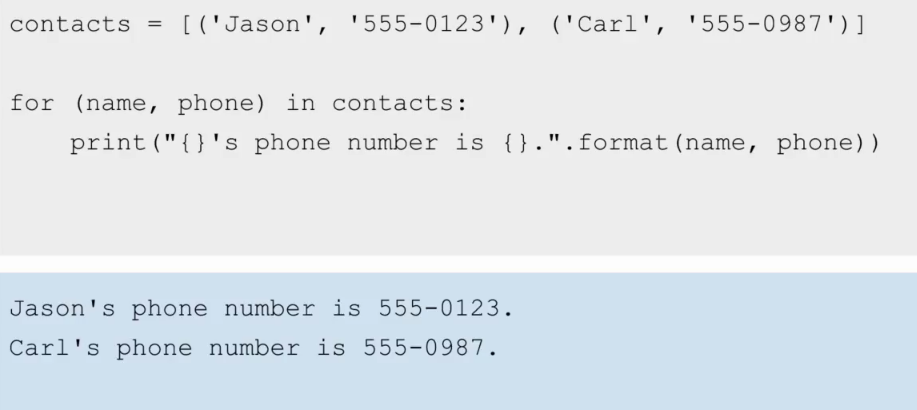 contacts = [('Jason', '555-0123'), ('Carl', '555-0987')]
for (name, phone) in contacts:
    print("{}'s phone number is {}.".format(name, phone))
Jason's phone number is 555-0123.
Carl's phone number is 555-0987.